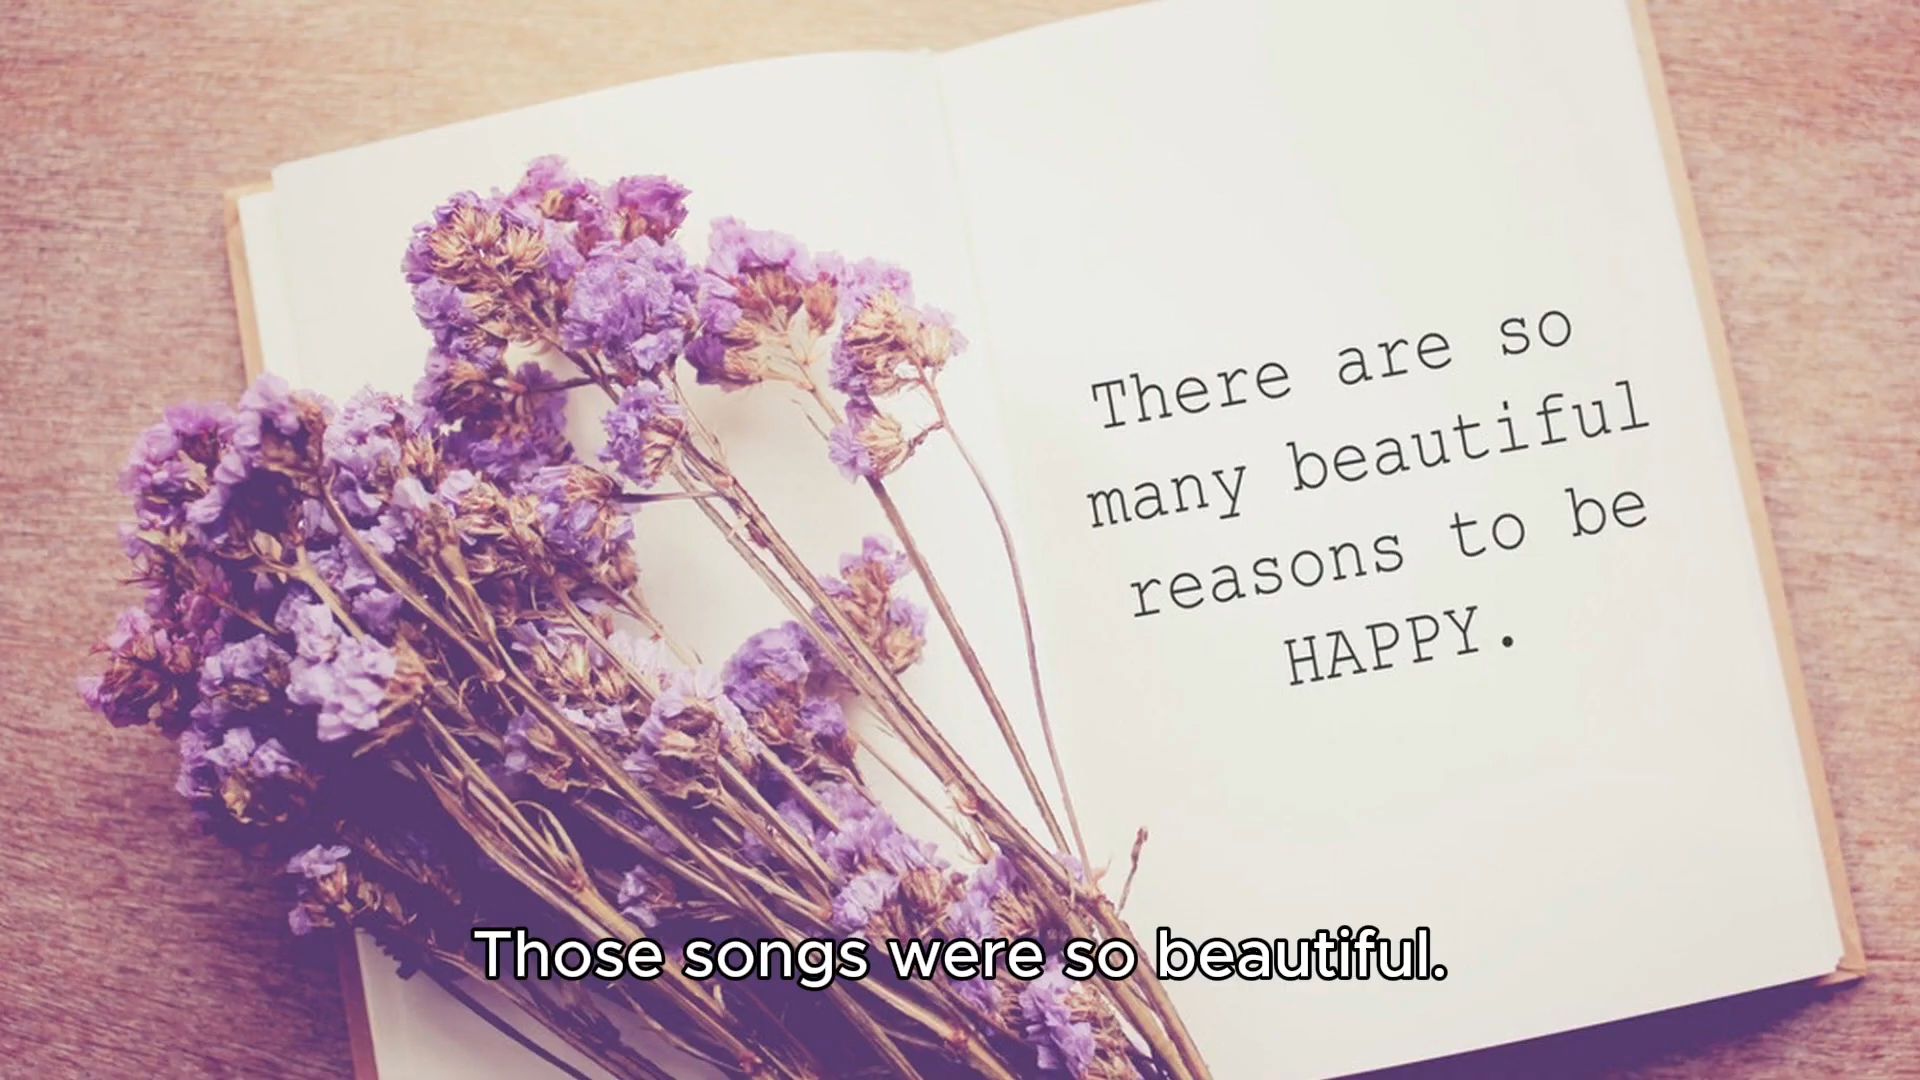 There are so
many beautiful
reasons to be
HAPPY.
Those songs were so beautiful.